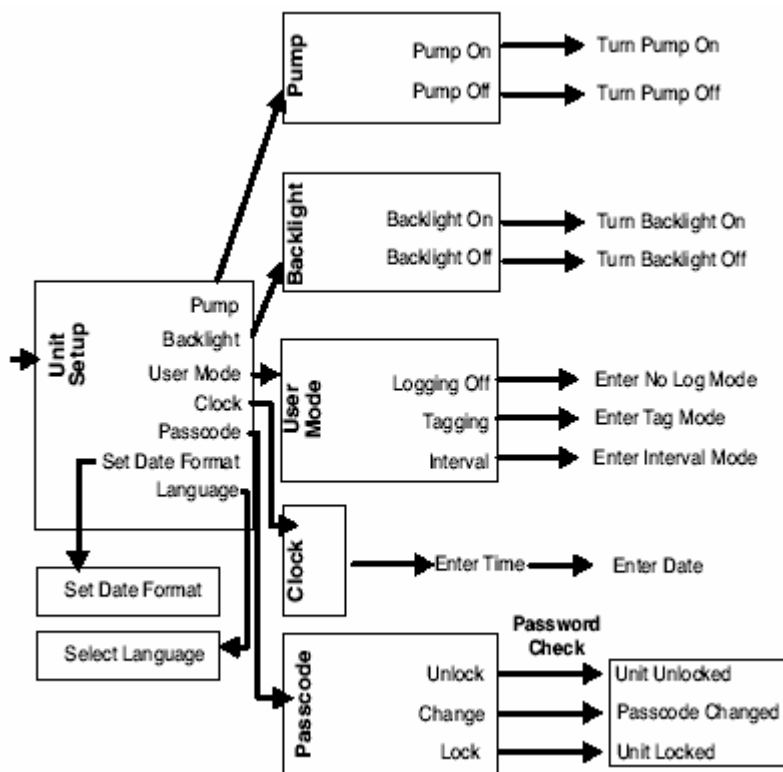 Pump
Pump On
Turn Pump On
Pump Off
Turn Pump Off
Backlight
Backlight On
Turn Backlight On
Backlight Off
Turn Backlight Off
Unit
Setup
Pump
Backlight
User Mode
Clock
Passcode
Set Date Format
Language
User
Mode
Logging Off
Enter No Log Mode
Tagging
Enter Tag Mode
Interval
Enter Interval Mode
Clock
Enter Time
Enter Date
Set Date Format
Select Language
Passcode
Password
Check
Unlock
Unit Unlocked
Change
Passcode Changed
Lock
Unit Locked